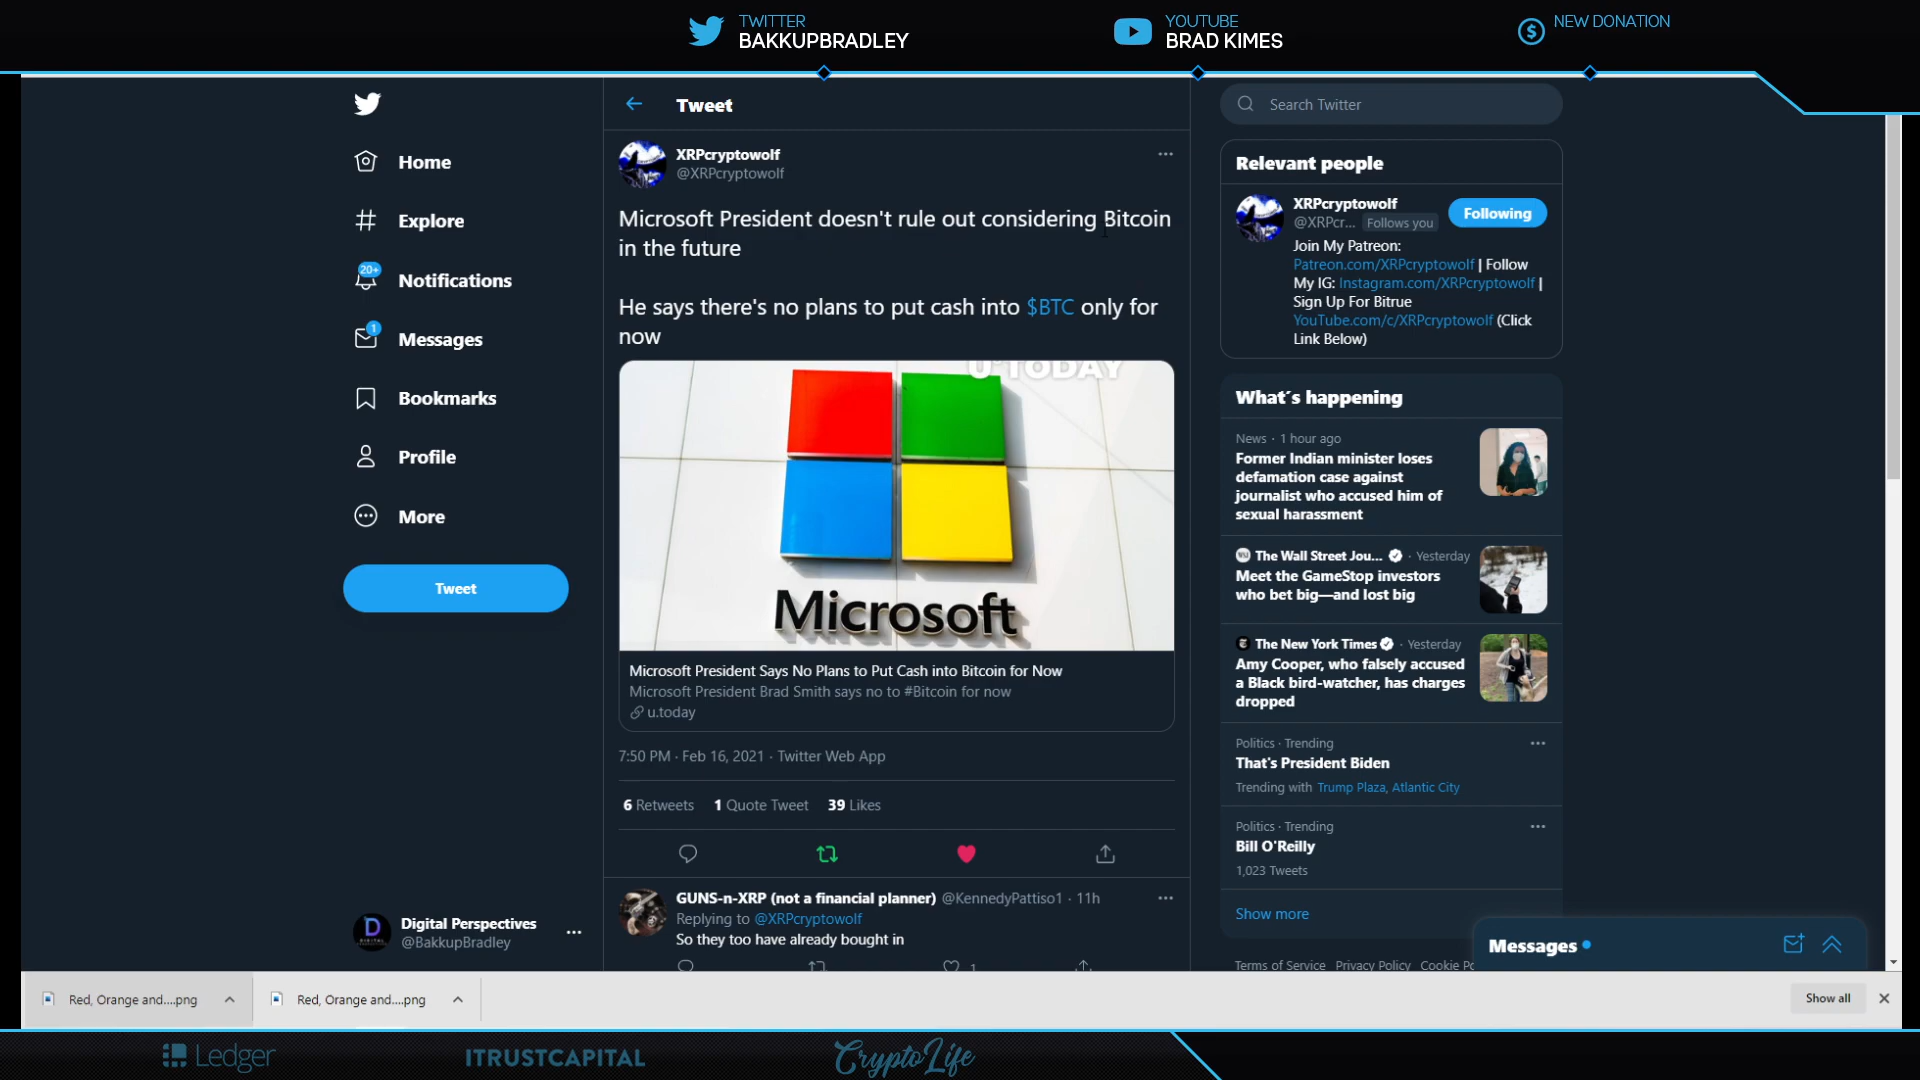 TWITTER
BAKKUPBRADLEY
YOUTUBE
BRAD KIMES
NEW DONATION
Home
Explore
20+
Notifications
1
Messages
Bookmarks
Profile
More
Tweet
Digital Perspectives
@BakkupBradley
Tweet
XRPcryptowolf
@XRPcryptowolf
Microsoft President doesn't rule out considering Bitcoin
in the future
He says there's no plans to put cash into $BTC only for
now
U.TODAY
Microsoft
Microsoft President Says No Plans to Put Cash into Bitcoin for Now
Microsoft President Brad Smith says no to #Bitcoin for now
u.today
7:50 PM · Feb 16, 2021 · Twitter Web App
6 Retweets 1 Quote Tweet 39 Likes
GUNS-n-XRP (not a financial planner) @KennedyPattiso1 · 11h
Replying to @XRPcryptowolf
So they too have already bought in
1
Search Twitter
Relevant people
XRPcryptowolf
@XRPcr... Follows you
Following
Join My Patreon:
Patreon.com/XRPcryptowolf | Follow
My IG: Instagram.com/XRPcryptowolf |
Sign Up For Bitrue
YouTube.com/c/XRPcryptowolf (Click
Link Below)
What's happening
News · 1 hour ago
Former Indian minister loses
defamation case against
journalist who accused him of
sexual harassment
The Wall Street Jou... · Yesterday
Meet the GameStop investors
who bet big—and lost big
The New York Times · Yesterday
Amy Cooper, who falsely accused
a Black bird-watcher, has charges
dropped
Politics · Trending
That's President Biden
Trending with Trump Plaza, Atlantic City
Politics · Trending
Bill O'Reilly
1,023 Tweets
Show more
Terms of Service Privacy Policy Cookie Po
Messages
Red, Orange and....png
Red, Orange and....png
Show all
Ledger
ITRUSTCAPITAL
CryptoLife